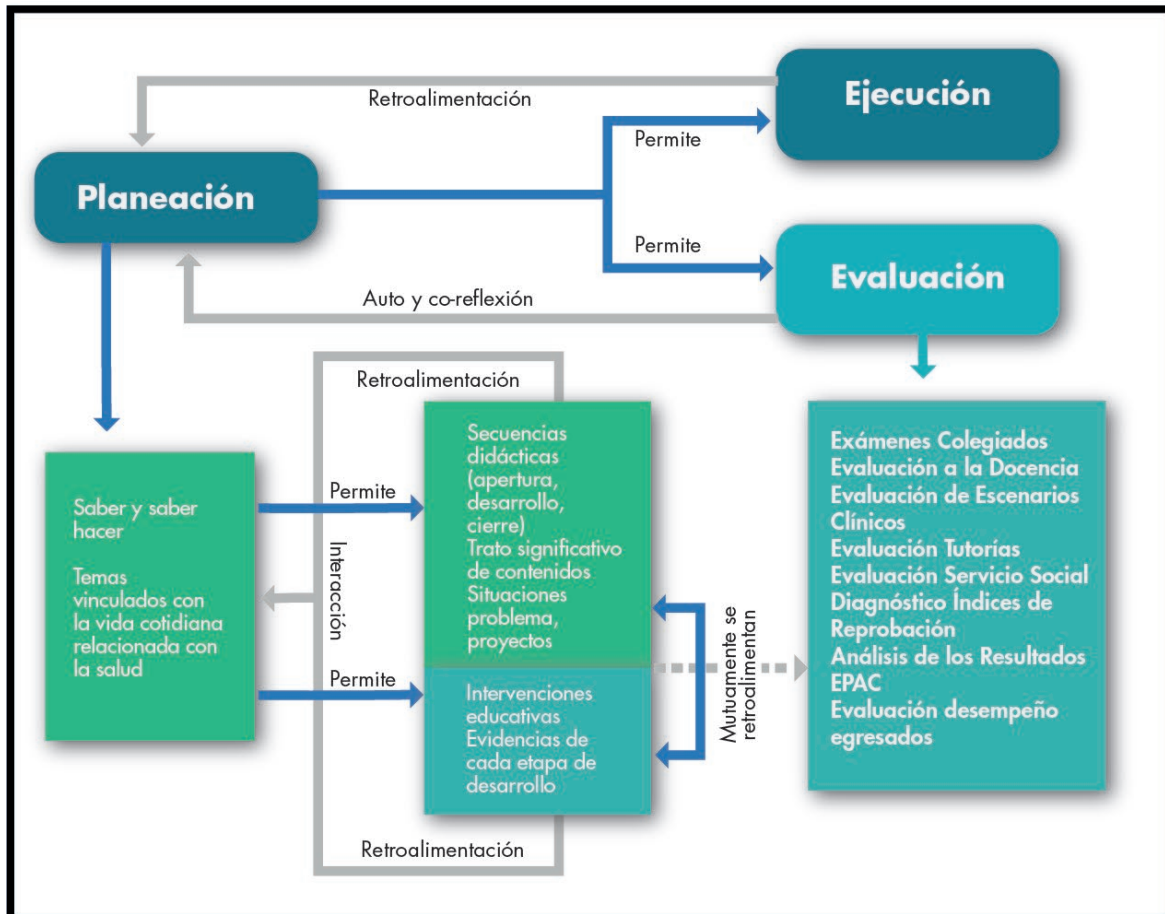 Retroalimentación
Ejecución
Permite
Planeación
Permite
Evaluación
Auto y co-reflexión
Retroalimentación
Saber y saber
hacer
Temas
vinculados con
la vida cotidiana
relacionada con
la salud
Permite
Interacción
Permite
Secuencias
didácticas
(apertura,
desarrollo,
cierre)
Trato significativo
de contenidos
Situaciones
problema,
proyectos
Intervenciones
educativas
Evidencias de
cada etapa de
desarrollo
Mutuamente se
retroalimentan
Retroalimentación
Exámenes Colegiados
Evaluación a la Docencia
Evaluación de Escenarios
Clínicos
Evaluación Tutorías
Evaluación Servicio Social
Diagnóstico Índices de
Reprobación
Análisis de los Resultados
EPAC
Evaluación desempeño
egresados